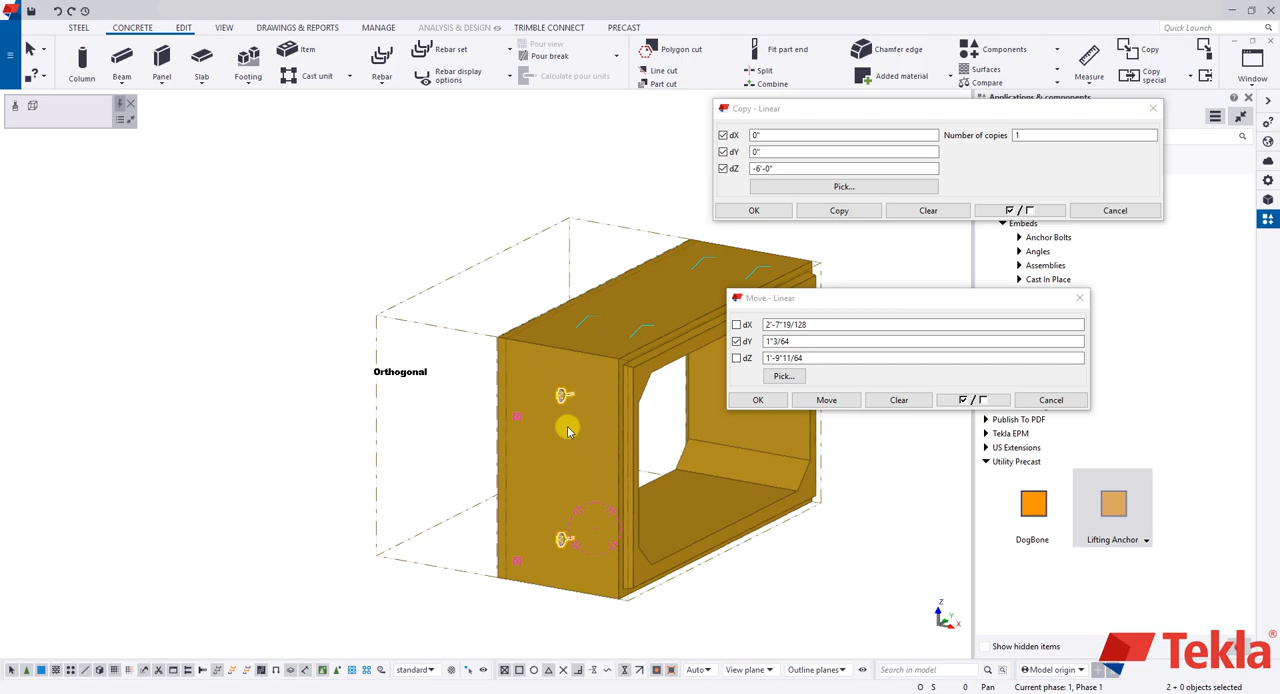 STEEL CONCRETE EDIT VIEW DRAWINGS & REPORTS MANAGE ANALYSIS & DESIGN TRIMBLE CONNECT PRECAST Quick Launch
Column Beam Panel Slab Footing
Item
Cast unit
Rebar
Rebar set
Rebar display
options
Pour view
Pour break
Calculate pour units
Polygon cut
Line cut
Part cut
Fit part end
Split
Combine
Chamfer edge
Added material
Components
Surfaces
Compare
Measure
Copy
Copy
special
Window
Applications & components
Copy - Linear
dX 0" Number of copies 1
dY 0"
dZ -6'-0"
Pick...
OK Copy Clear / Cancel
Embeds
Anchor Bolts
Angles
Assemblies
Cast In Place
Move - Linear
dX 2'-7"19/128
dY 1"3/64
dZ 1'-9"11/64
Pick...
OK Move Clear / Cancel
Orthogonal
Publish To PDF
Tekla EPM
US Extensions
Utility Precast
DogBone Lifting Anchor
Z
Y
X
Show hidden items
Tekla®
standard Auto View plane Outline planes Search in model Model origin
O S 0 Pan Current phase: 1, Phase 1 2 + 0 objects selected